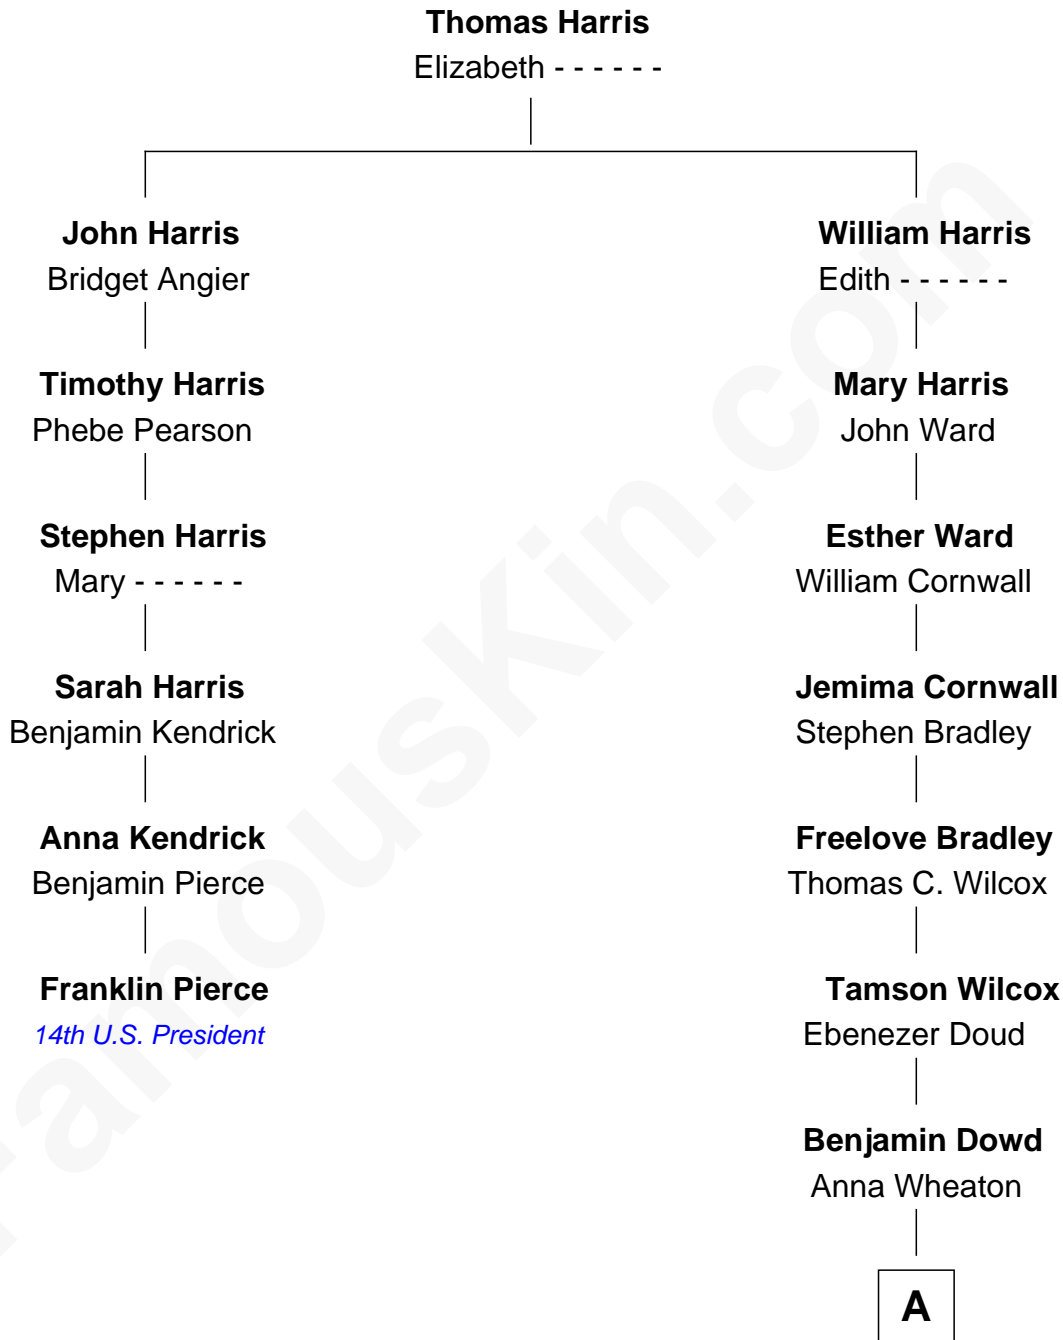 Thomas Harris
Elizabeth - - - - - -
John Harris
Bridget Angier
William Harris
Edith - - - - - -
Timothy Harris
Phebe Pearson
Mary Harris
John Ward
Stephen Harris
Mary - - - - - -
Esther Ward
William Cornwall
Sarah Harris
Benjamin Kendrick
Jemima Cornwall
Stephen Bradley
Anna Kendrick
Benjamin Pierce
Freelove Bradley
Thomas C. Wilcox
Franklin Pierce
14th U.S. President
Tamson Wilcox
Ebenezer Doud
Benjamin Dowd
Anna Wheaton
A
FamousKin.com